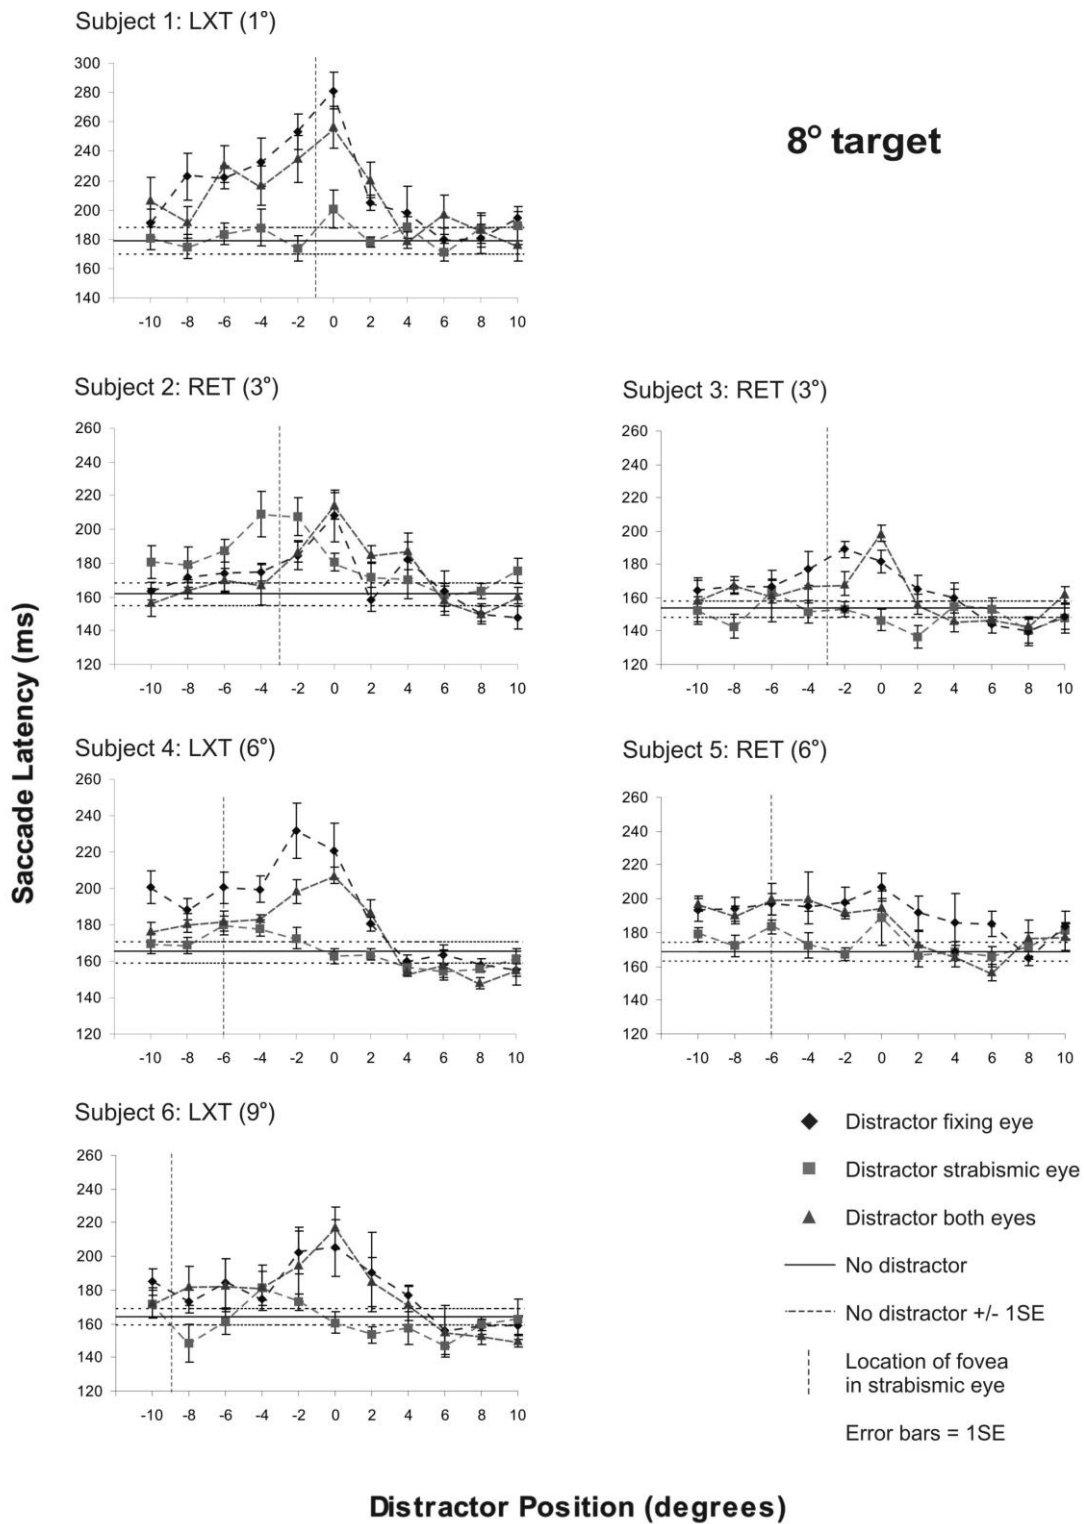 Subject 1: LXT (1°)
300
280
260
240
220
200
180
160
140
-10 -8 -6 -4 -2 0 2 4 6 8 10
8° target
Subject 2: RET (3°)
260
240
220
200
180
160
140
120
-10 -8 -6 -4 -2 0 2 4 6 8 10
Subject 3: RET (3°)
260
240
220
200
180
160
140
120
-10 -8 -6 -4 -2 0 2 4 6 8 10
Saccade Latency (ms)
Subject 4: LXT (6°)
260
240
220
200
180
160
140
120
-10 -8 -6 -4 -2 0 2 4 6 8 10
Subject 5: RET (6°)
260
240
220
200
180
160
140
120
-10 -8 -6 -4 -2 0 2 4 6 8 10
Subject 6: LXT (9°)
260
240
220
200
180
160
140
120
-10 -8 -6 -4 -2 0 2 4 6 8 10
Distractor fixing eye
Distractor strabismic eye
Distractor both eyes
No distractor
No distractor +/- 1SE
Location of fovea
in strabismic eye
Error bars = 1SE
Distractor Position (degrees)